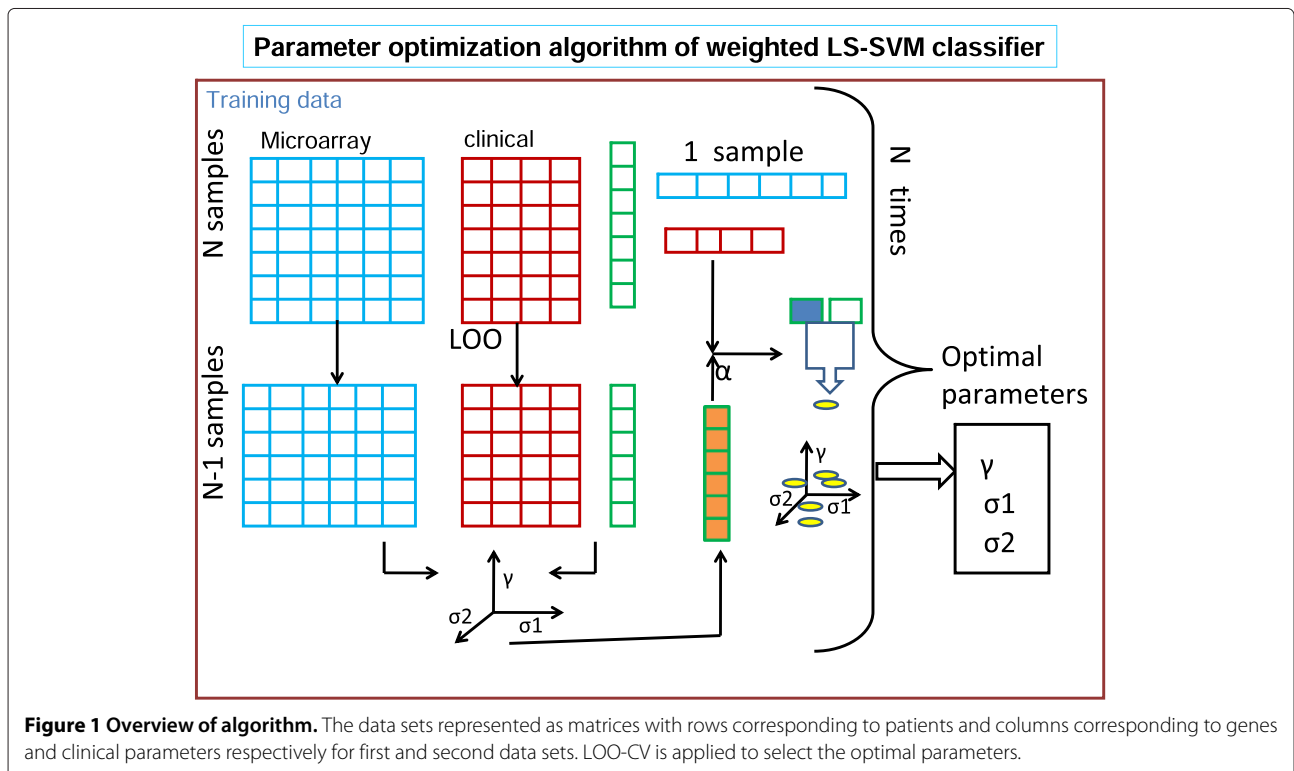 Parameter optimization algorithm of weighted LS-SVM classifier
Training data
N samples
Microarray
clinical
1 sample
N times
LOO
α
Optimal
parameters
N-1 samples
γ
σ2
σ1
γ
σ1
σ2
γ
σ2
σ1
Figure 1 Overview of algorithm. The data sets represented as matrices with rows corresponding to patients and columns corresponding to genes
and clinical parameters respectively for first and second data sets. LOO-CV is applied to select the optimal parameters.